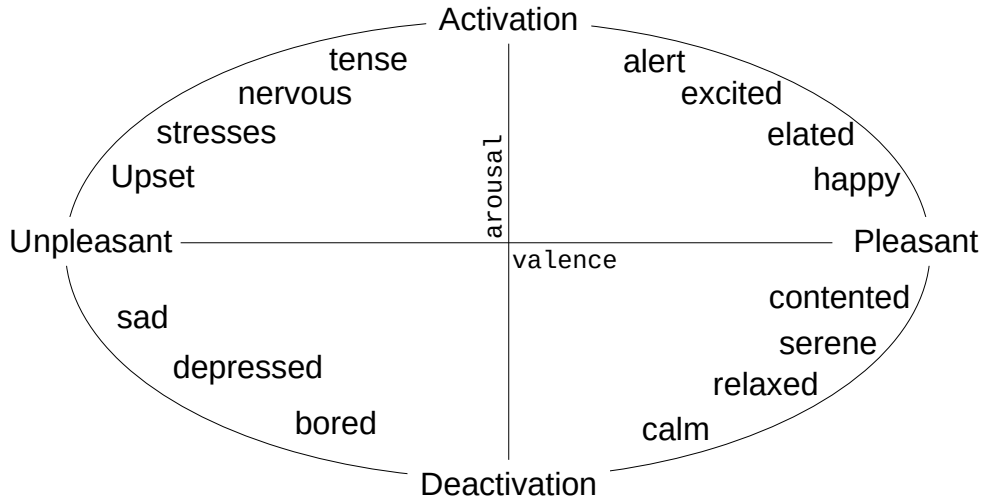 Activation
tense
alert
nervous
excited
stresses
elated
Upset
happy
arousal
Unpleasant
Pleasant
valence
contented
sad
serene
depressed
relaxed
bored
calm
Deactivation